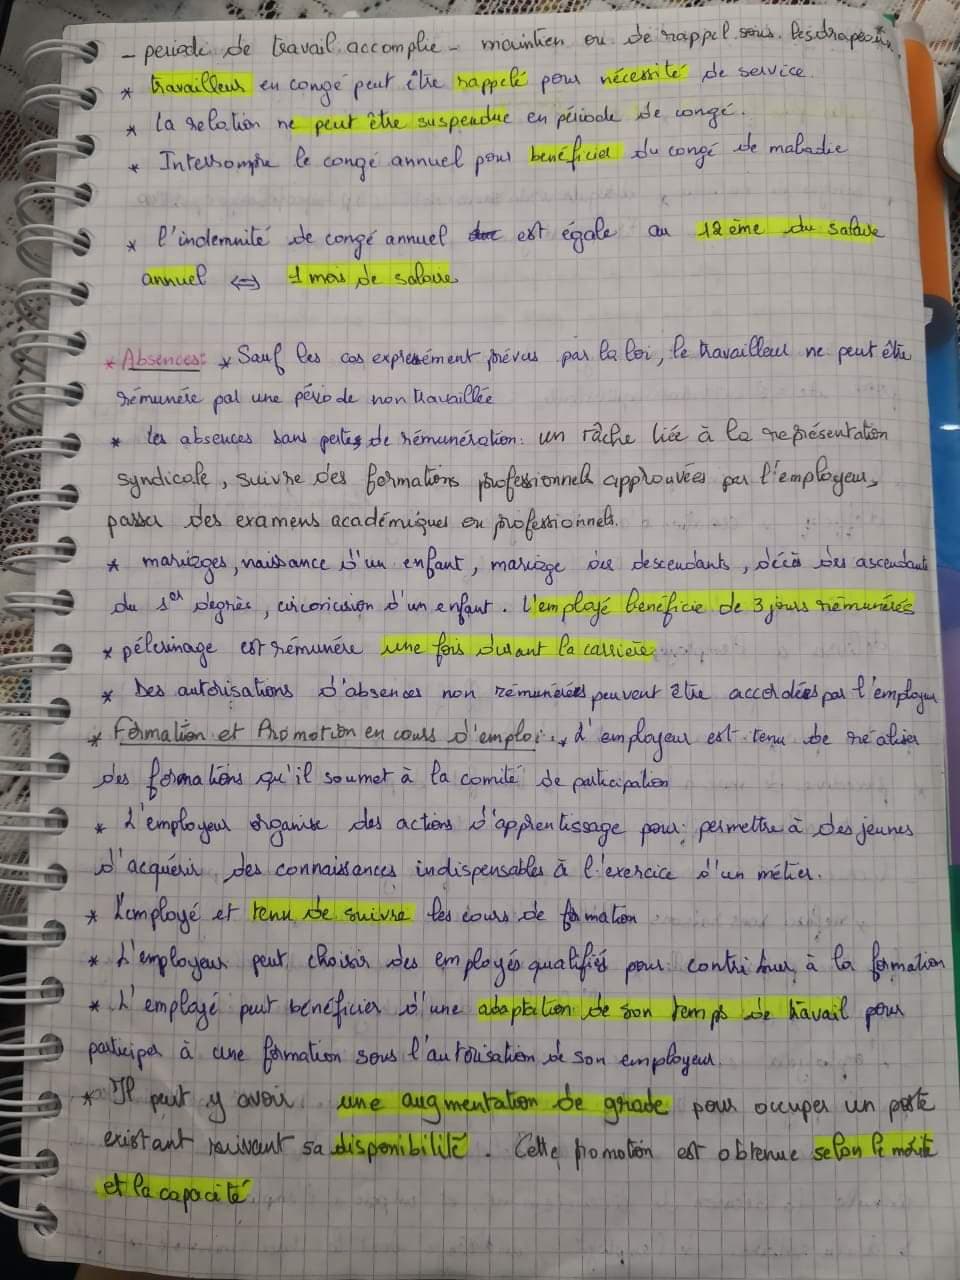 - periode de travail accomplie - maintien ou de rappel sous les drapeaux
* travailleur en congé peut être rappelé pour nécessité de service.
* la relation ne peut être suspendue en période de congé.
* Interrompre le congé annuel pour bénéficier du congé de maladie
* l'indemnité de congé annuel est égale au 12ème du salaire
annuel <=> 1 mois de salaire
* Absences: * Sauf les cas expressément prévus par la loi, le travailleur ne peut être
rémunéré par une période non travaillée
* les absences sans pertes de rémunération: un tâche liée à la représentation
syndicale, suivre des formations professionnels approuvées par l'employeur,
passer des examens académiques ou professionnels.
* mariages, naissance d'un enfant, mariage des descendants, décès des ascendants
du 1er degrés, circoncision d'un enfant. L'employé bénéficie de 3 jours rémunérés
* pélerinage est rémunéré une fois durant la carrière
* Des autorisations d'absences non rémunérées peuvent être accordées par l'employeur
* Formation et Promotion en cours d'emploi: * L'employeur est tenu de réaliser
des formations qu'il soumet à la comité de participation
* L'employeur organise des actions d'apprentissage pour: permettre à des jeunes
d'acquérir des connaissances indispensables à l'exercice d'un métier.
* L'employé et tenu de suivre les cours de formation
* L'employeur peut choisir des employés qualifiés pour contribuer à la formation
* L'employé peut bénéficier d'une adaptation de son temps de travail pour
participer à une formation sous l'autorisation de son employeur.
* Il peut y avoir une augmentation de grade pour occuper un poste
existant suivant sa disponibilité. Cette promotion est obtenue selon le mérite
et la capacité